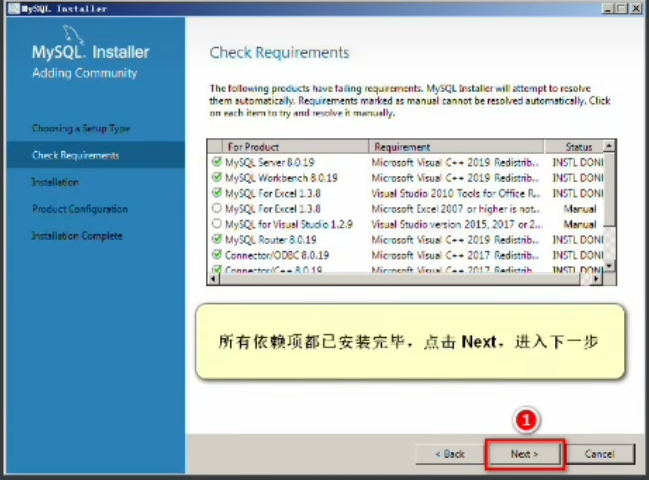 MySQL Installer
MySQL. Installer
Adding Community
Choosing a Setup Type
Check Requirements
Installation
Product Configuration
Installation Complete
Check Requirements
The following products have failing requirements. MySQL Installer will attempt to resolve
them automatically. Requirements marked as manual cannot be resolved automatically. Click
on each item to try and resolve it manually.
For Product Requirement Status
MySQL Server 8.0.19 Microsoft Visual C++ 2019 Redistrib... INSTL DONI
MySQL Workbench 8.0.19 Microsoft Visual C++ 2019 Redistrib... INSTL DONI
MySQL For Excel 1.3.8 Visual Studio 2010 Tools for Office R... INSTL DONI
MySQL For Excel 1.3.8 Microsoft Excel 2007 or higher is not... Manual
MySQL for Visual Studio 1.2.9 Visual Studio version 2015, 2017 or 2... Manual
MySQL Router 8.0.19 Microsoft Visual C++ 2019 Redistrib... INSTL DONI
Connector/ODBC 8.0.19 Microsoft Visual C++ 2017 Redistrib... INSTL DONI
Connector/C++ 8.0.19 Microsoft Visual C++ 2017 Redistrib... INSTL DONI
所有依赖项都已安装完毕，点击 Next，进入下一步
1
< Back Next > Cancel